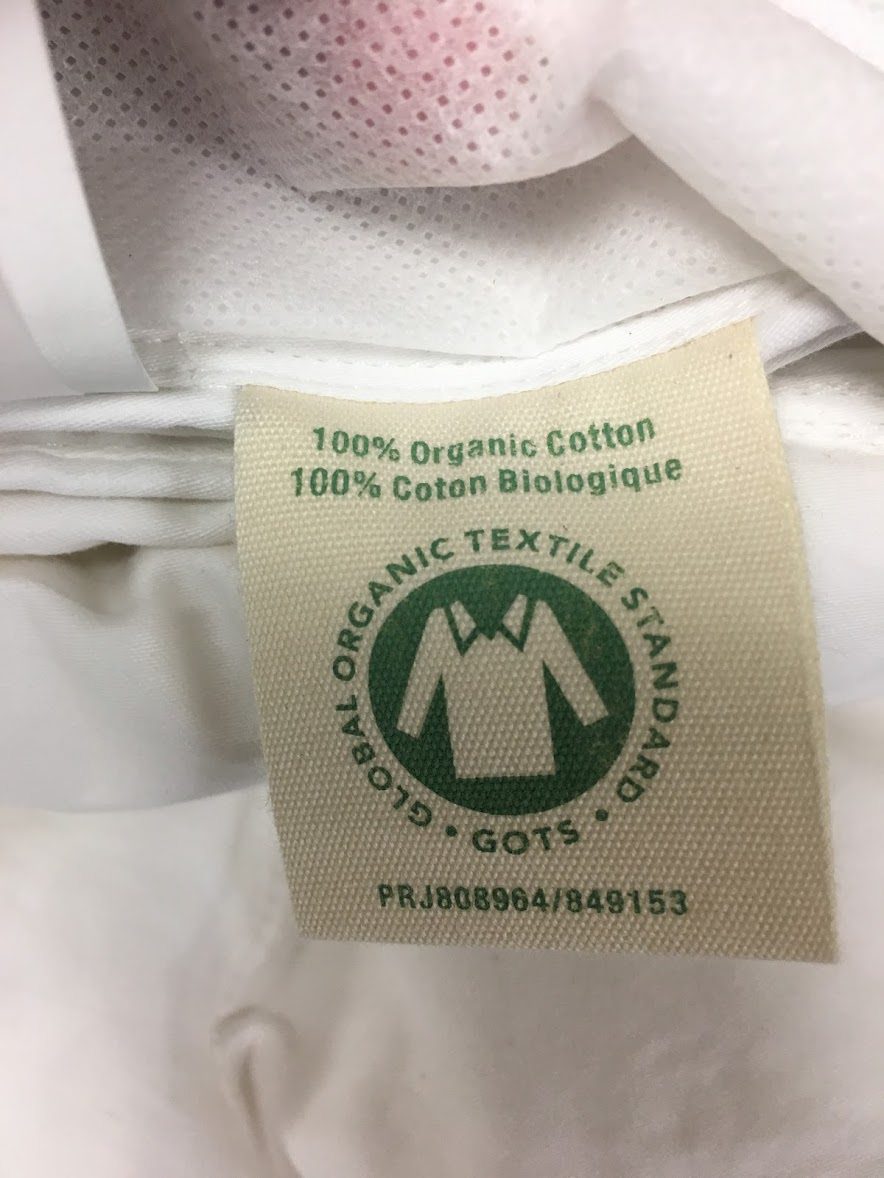 100% Organic Cotton
100% Coton Biologique
GLOBAL ORGANIC TEXTILE STANDARD
• GOTS •
PRJ808964/849153